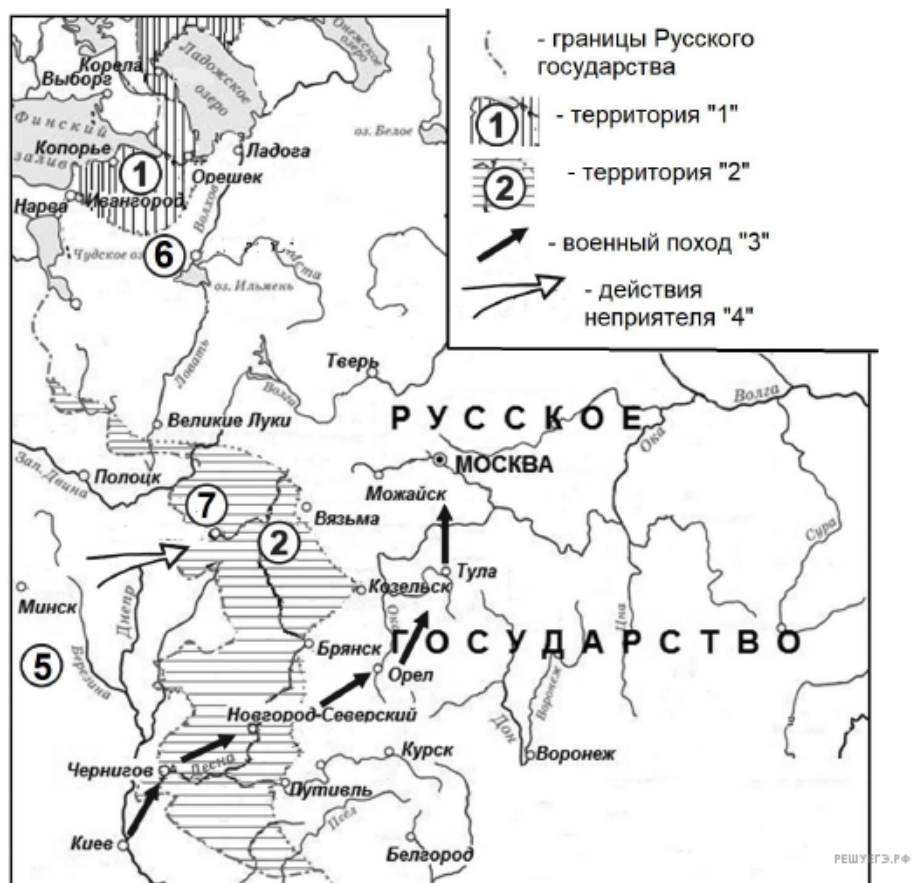 - границы Русского
государства
1 - территория "1"
2 - территория "2"
- военный поход "3"
- действия
неприятеля "4"
Онежское
озеро
Корела
Выборг
Ладожское
озеро
оз. Белое
Финский
залив
Копорье
1
Ладога
Орешек
Нарва
Ивангород
Волхов
Чудское оз
6
Мста
оз. Ильмень
Ловать
Тверь
Волга
Волга
Великие Луки
РУССКОЕ
Ока
МОСКВА
Зап. Двина
Полоцк
Можайск
7
Вязьма
2
Сура
Тула
Козельск
Минск
Днепр
Ока
Цна
ГОСУДАРСТВО
5
Березина
Брянск
Орел
Новгород-Северский
Дон
Воронеж
Курск
Воронеж
Чернигов
Десна
Путивль
Псёл
Киев
Белгород
РЕШУЕГЭ.РФ